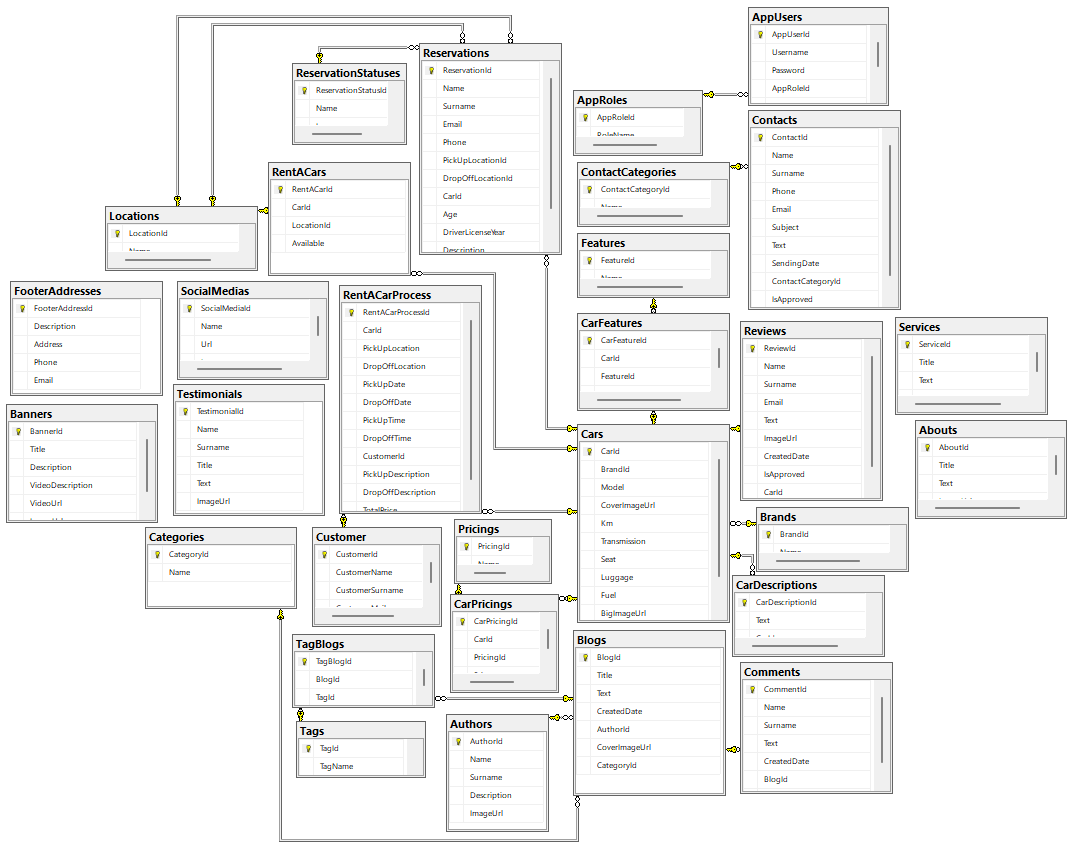 AppUsers
AppUserId
Username
Password
AppRoleId
Reservations
ReservationId
Name
Surname
Email
Phone
PickUpLocationId
DropOffLocationId
CarId
Age
DriverLicenseYear
Description
ReservationStatuses
ReservationStatusId
Name
AppRoles
AppRoleId
RoleName
Contacts
ContactId
Name
Surname
Phone
Email
Subject
Text
SendingDate
ContactCategoryId
IsApproved
RentACars
RentACarId
CarId
LocationId
Available
ContactCategories
ContactCategoryId
Name
Locations
LocationId
Name
Features
FeatureId
Name
FooterAddresses
FooterAddressId
Description
Address
Phone
Email
SocialMedias
SocialMediaId
Name
Url
RentACarProcess
RentACarProcessId
CarId
PickUpLocation
DropOffLocation
PickUpDate
DropOffDate
PickUpTime
DropOffTime
CustomerId
PickUpDescription
DropOffDescription
TotalPrice
CarFeatures
CarFeatureId
CarId
FeatureId
Reviews
ReviewId
Name
Surname
Email
Text
ImageUrl
CreatedDate
IsApproved
CarId
Services
ServiceId
Title
Text
Testimonials
TestimonialId
Name
Surname
Title
Text
ImageUrl
Banners
BannerId
Title
Description
VideoDescription
VideoUrl
Cars
CarId
BrandId
Model
CoverImageUrl
Km
Transmission
Seat
Luggage
Fuel
BigImageUrl
Abouts
AboutId
Title
Text
Brands
BrandId
Name
Categories
CategoryId
Name
Customer
CustomerId
CustomerName
CustomerSurname
Pricings
PricingId
Name
CarDescriptions
CarDescriptionId
Text
CarPricings
CarPricingId
CarId
PricingId
TagBlogs
TagBlogId
BlogId
TagId
Blogs
BlogId
Title
Text
CreatedDate
AuthorId
CoverImageUrl
CategoryId
Comments
CommentId
Name
Surname
Text
CreatedDate
BlogId
Tags
TagId
TagName
Authors
AuthorId
Name
Surname
Description
ImageUrl